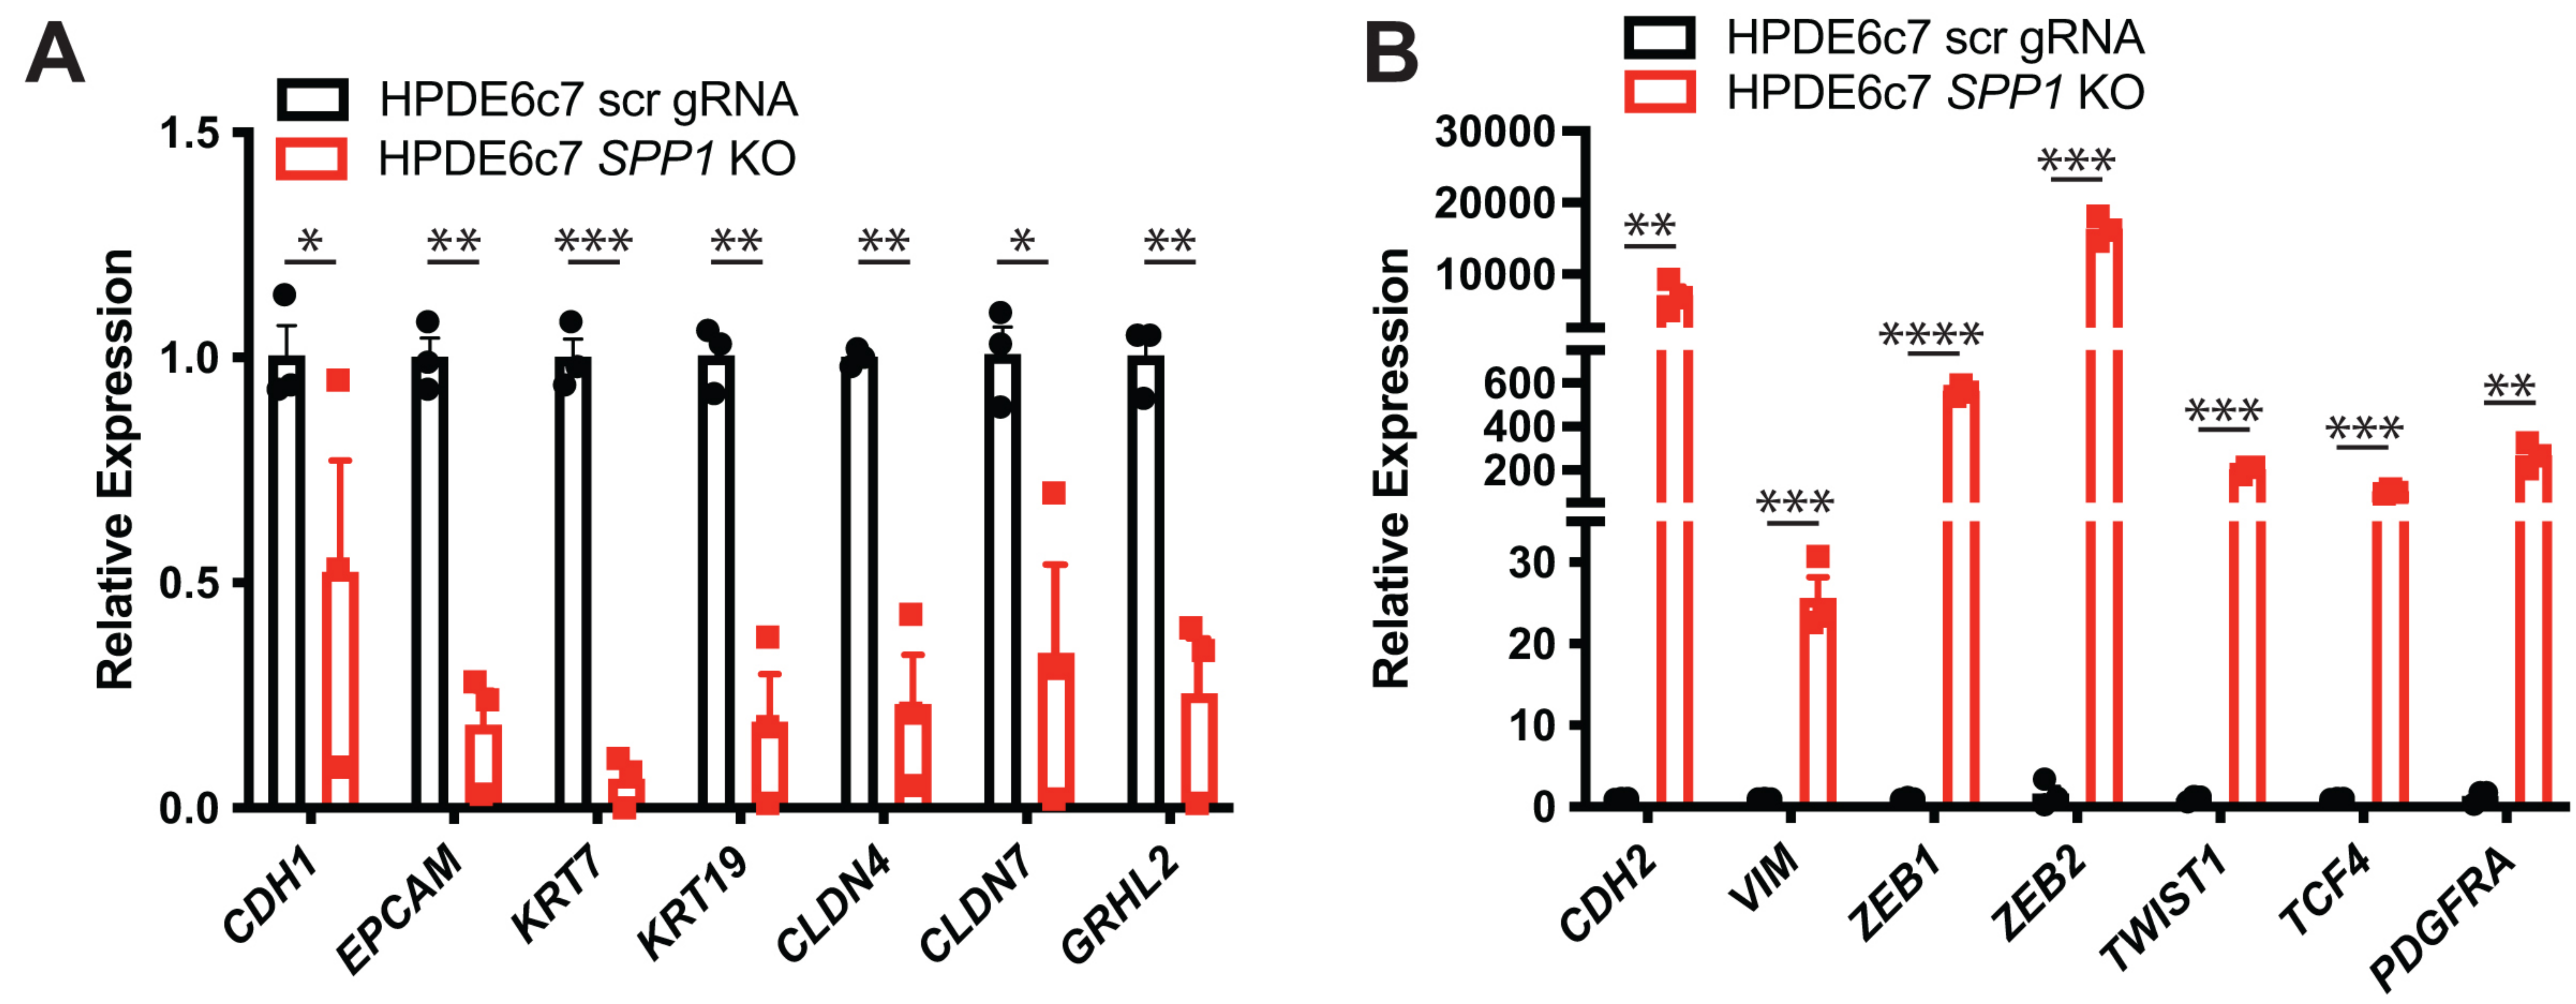 A
HPDE6c7 scr gRNA
HPDE6c7 SPP1 KO
1.5
1.0
0.5
0.0
Relative Expression
* ** *** ** ** * **
CDH1 EPCAM KRT7 KRT19 CLDN4 CLDN7 GRHL2
B
HPDE6c7 scr gRNA
HPDE6c7 SPP1 KO
30000
20000
10000
600
400
200
30
20
10
0
Relative Expression
** *** **** *** *** *** **
CDH2 VIM ZEB1 ZEB2 TWIST1 TCF4 PDGFRA